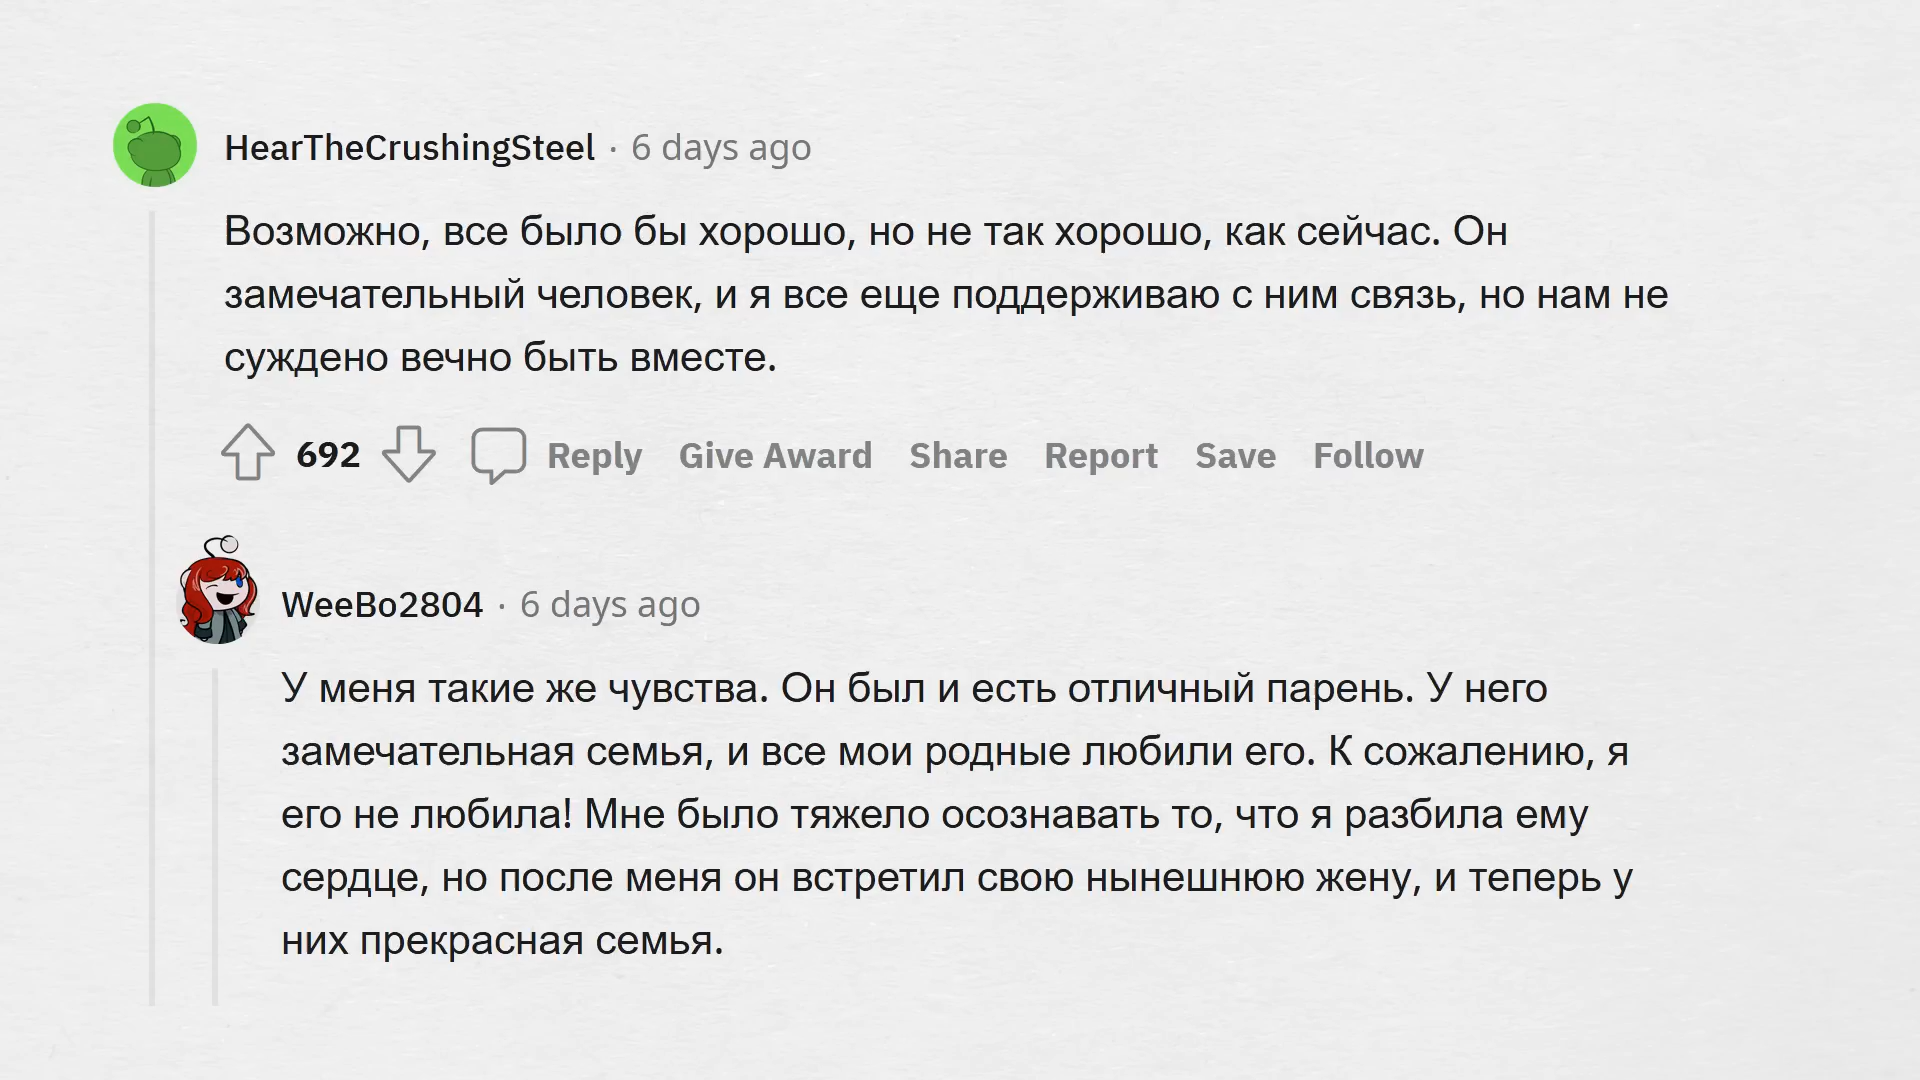 HearTheCrushingSteel · 6 days ago
Возможно, все было бы хорошо, но не так хорошо, как сейчас. Он
замечательный человек, и я все еще поддерживаю с ним связь, но нам не
суждено вечно быть вместе.
692 Reply Give Award Share Report Save Follow
WeeBo2804 · 6 days ago
У меня такие же чувства. Он был и есть отличный парень. У него
замечательная семья, и все мои родные любили его. К сожалению, я
его не любила! Мне было тяжело осознавать то, что я разбила ему
сердце, но после меня он встретил свою нынешнюю жену, и теперь у
них прекрасная семья.